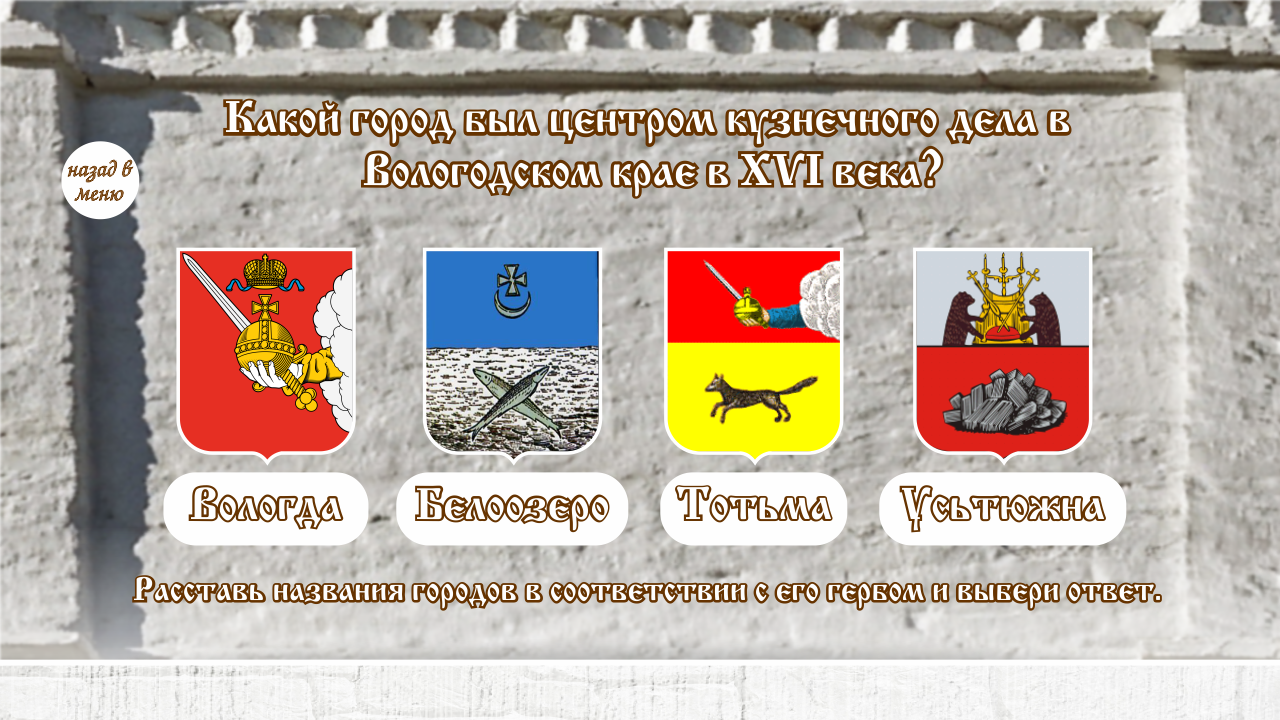 Какой город был центром кузнечного дела в
Вологодском крае в XVI века?
назад в
меню
Вологда
Белоозеро
Тотьма
Усьтюжна
Расставь названия городов в соответствии с его гербом и выбери ответ.